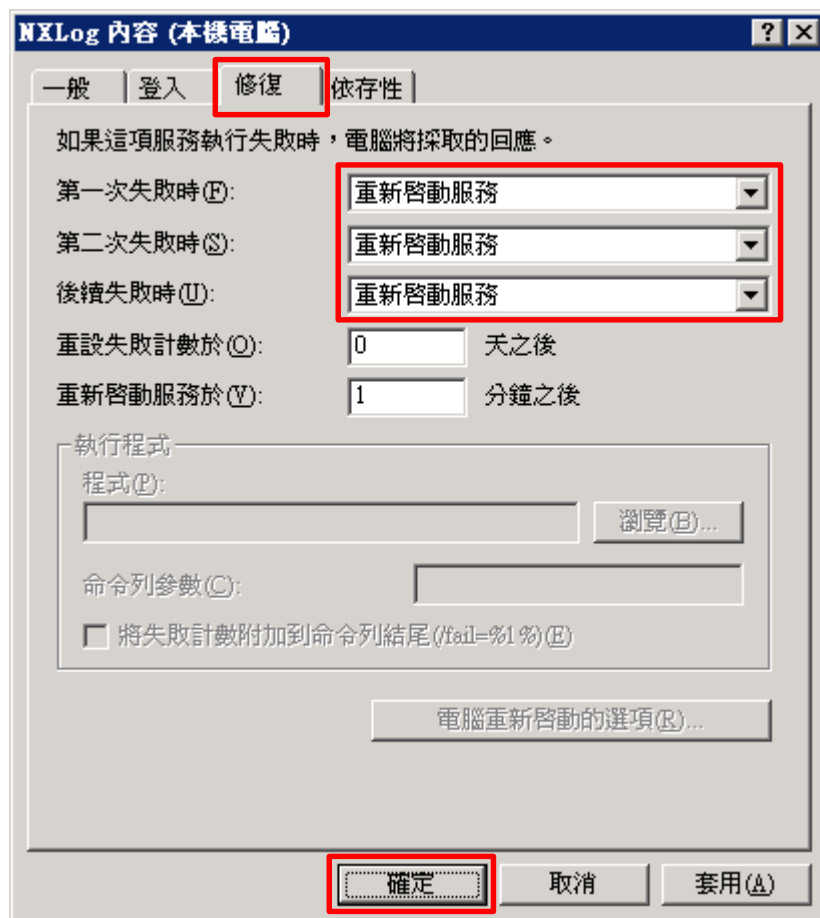 NXLog 內容 (本機電腦)
一般 登入 修復 依存性
如果這項服務執行失敗時，電腦將採取的回應。
第一次失敗時(F): 重新啓動服務
第二次失敗時(S): 重新啓動服務
後續失敗時(U): 重新啓動服務
重設失敗計數於(O): 0 天之後
重新啓動服務於(V): 1 分鐘之後
執行程式
程式(P):
瀏覽(B)...
命令列參數(C):
將失敗計數附加到命令列結尾(/fail=%1%)(E)
電腦重新啓動的選項(R)...
確定 取消 套用(A)